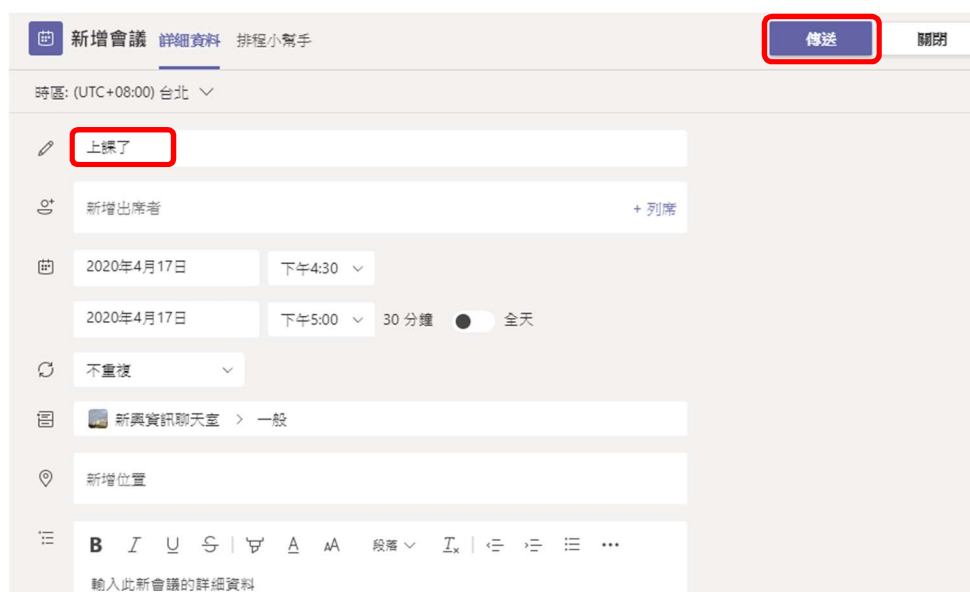 新增會議 詳細資料 排程小幫手 傳送 關閉
時區: (UTC+08:00) 台北
上課了
新增出席者 + 列席
2020年4月17日 下午4:30
2020年4月17日 下午5:00 30 分鐘 全天
不重複
新興資訊聊天室 > 一般
新增位置
B I U S A AA 段落 Tx
輸入此新會議的詳細資料